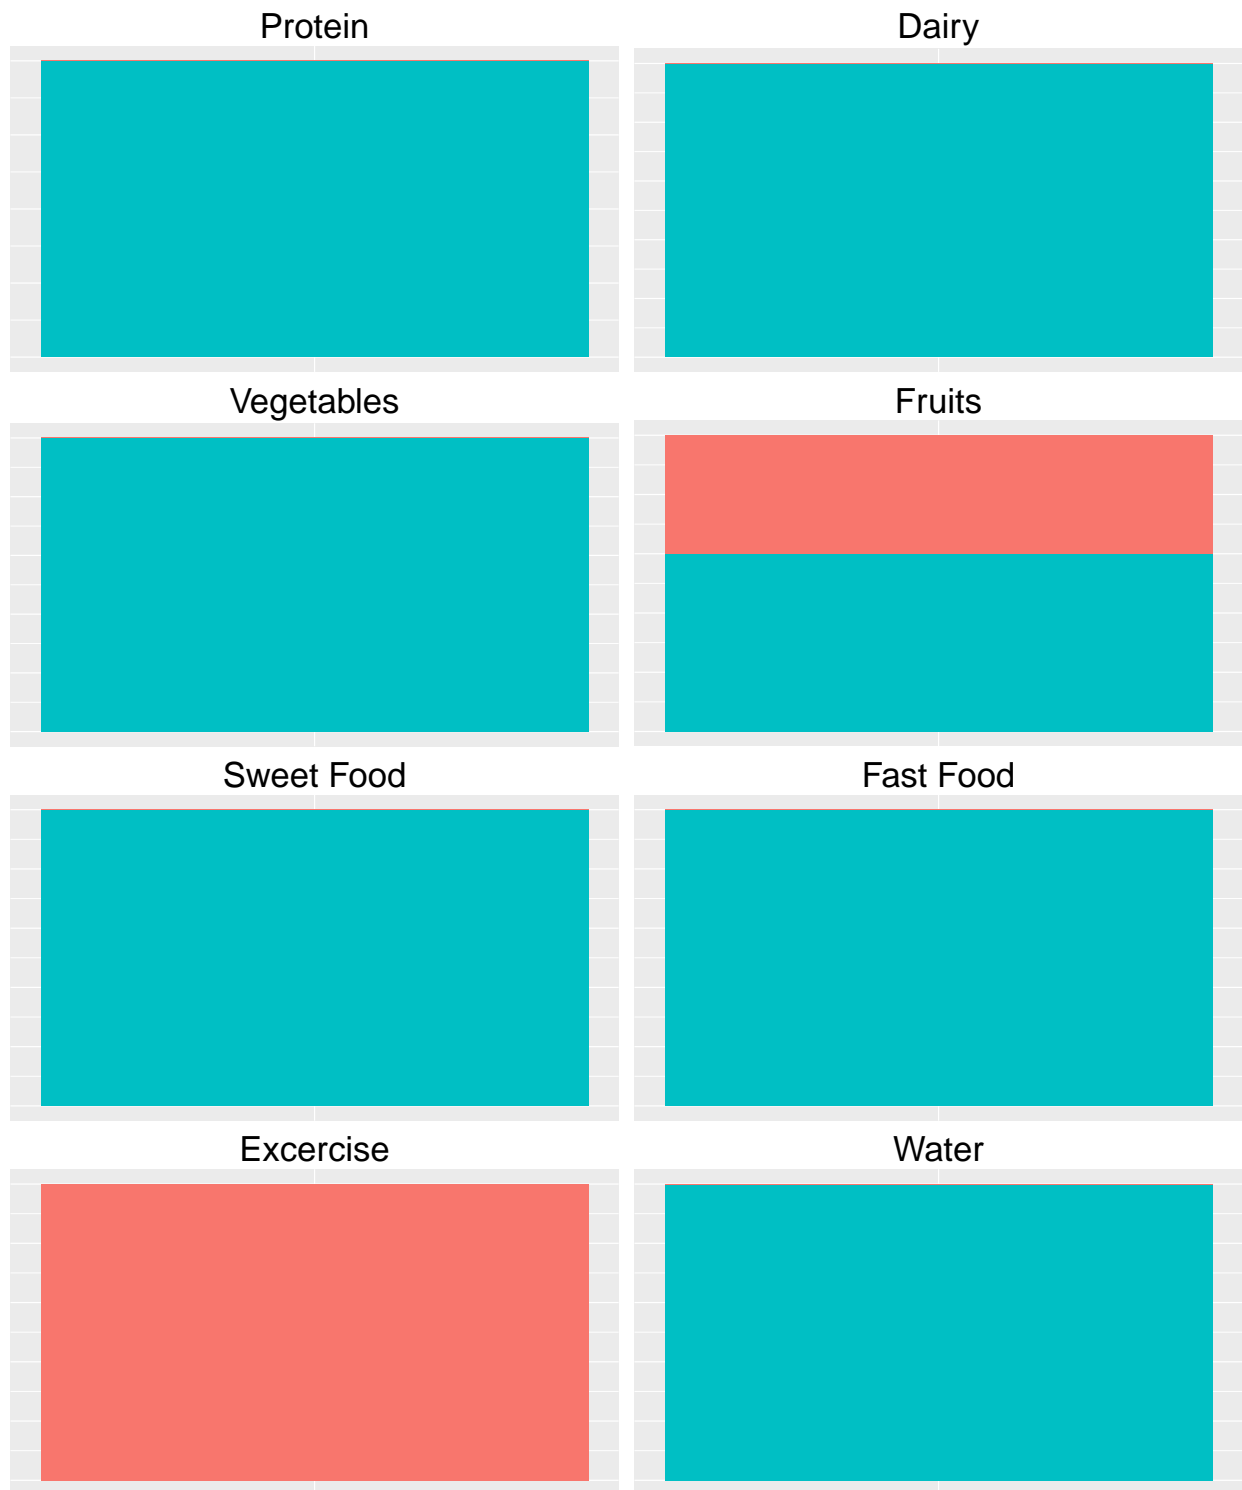 Protein
Dairy
Vegetables
Fruits
Sweet Food
Fast Food
Excercise
Water